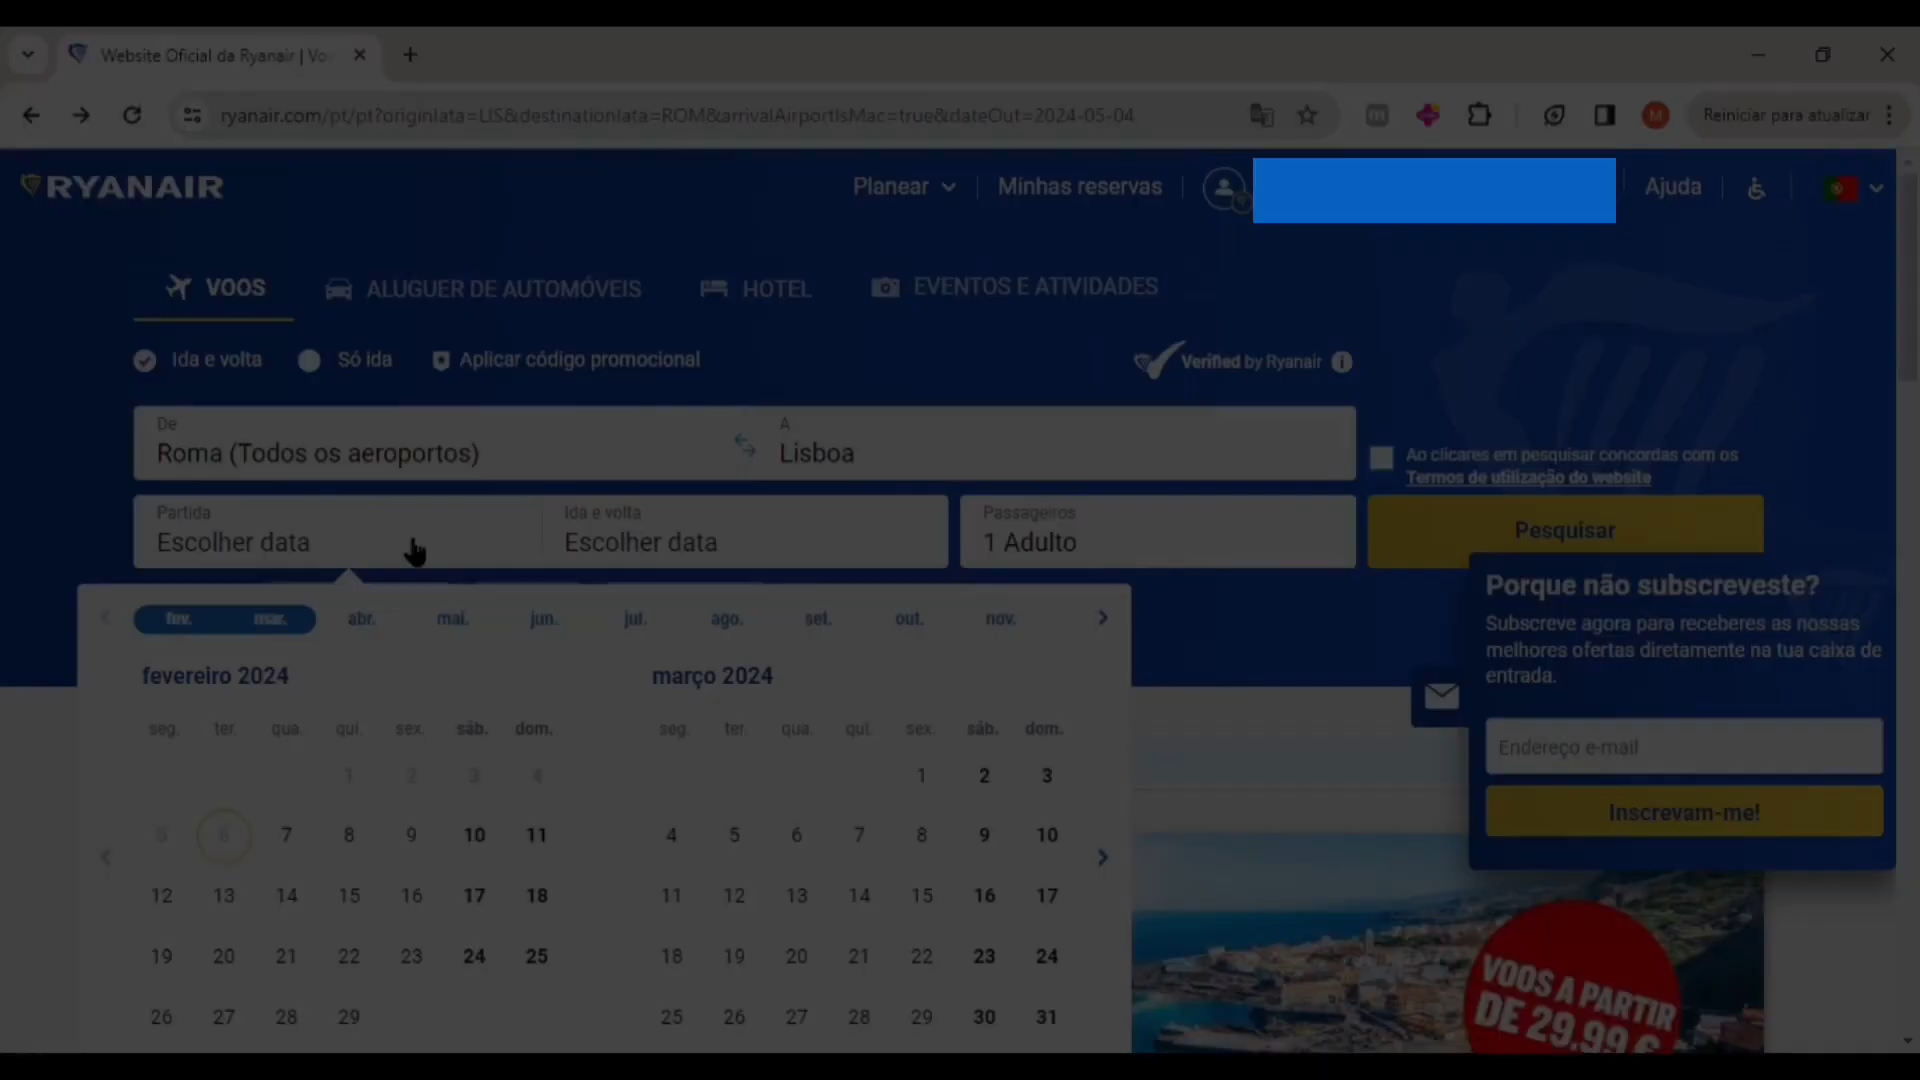 Website Oficial da Ryanair | Vo
ryanair.com/pt/pt?originIata=LIS&destinationIata=ROM&arrivalAirportIsMac=true&dateOut=2024-05-04
M
Reiniciar para atualizar
RYANAIR
Planear
Minhas reservas
Ajuda
VOOS
ALUGUER DE AUTOMÓVEIS
HOTEL
EVENTOS E ATIVIDADES
Ida e volta
Só ida
Aplicar código promocional
Verified by Ryanair
De
Roma (Todos os aeroportos)
A
Lisboa
Ao clicares em pesquisar concordas com os
Termos de utilização do website
Partida
Escolher data
Ida e volta
Escolher data
Passageiros
1 Adulto
Pesquisar
Porque não subscreveste?
Subscreve agora para receberes as nossas
melhores ofertas diretamente na tua caixa de
entrada.
Endereço e-mail
Inscrevam-me!
fev. mar. abr. mai. jun. jul. ago. set. out. nov.
fevereiro 2024
seg. ter. qua. qui. sex. sáb. dom.
1 2 3 4
5 6 7 8 9 10 11
12 13 14 15 16 17 18
19 20 21 22 23 24 25
26 27 28 29
março 2024
seg. ter. qua. qui. sex. sáb. dom.
1 2 3
4 5 6 7 8 9 10
11 12 13 14 15 16 17
18 19 20 21 22 23 24
25 26 27 28 29 30 31
VOOS A PARTIR
DE 29.99 €